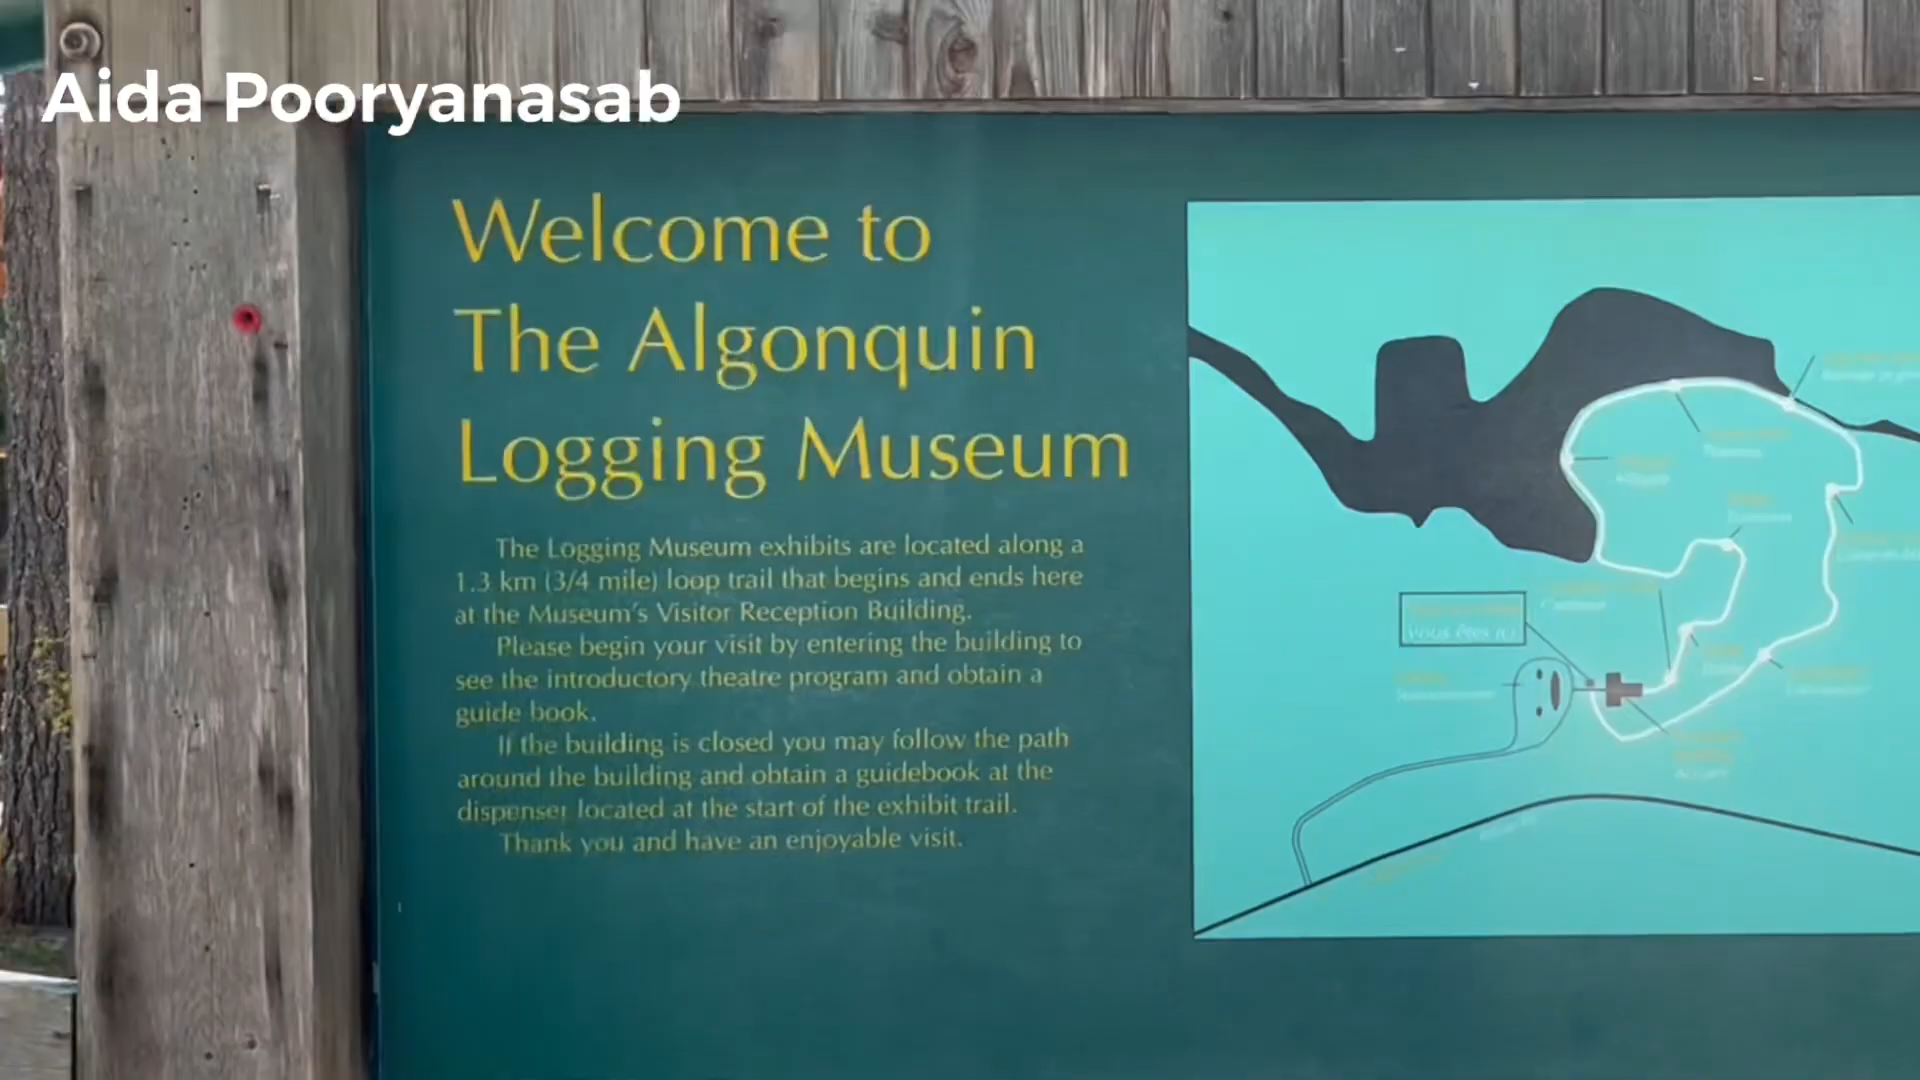 Aida Pooryanasab
Welcome to
The Algonquin
Logging Museum
The Logging Museum exhibits are located along a
1.3 km (3/4 mile) loop trail that begins and ends here
at the Museum's Visitor Reception Building.
Please begin your visit by entering the building to
see the introductory theatre program and obtain a
guide book.
If the building is closed you may follow the path
around the building and obtain a guidebook at the
dispenser located at the start of the exhibit trail.
Thank you and have an enjoyable visit.
vous êtes ici